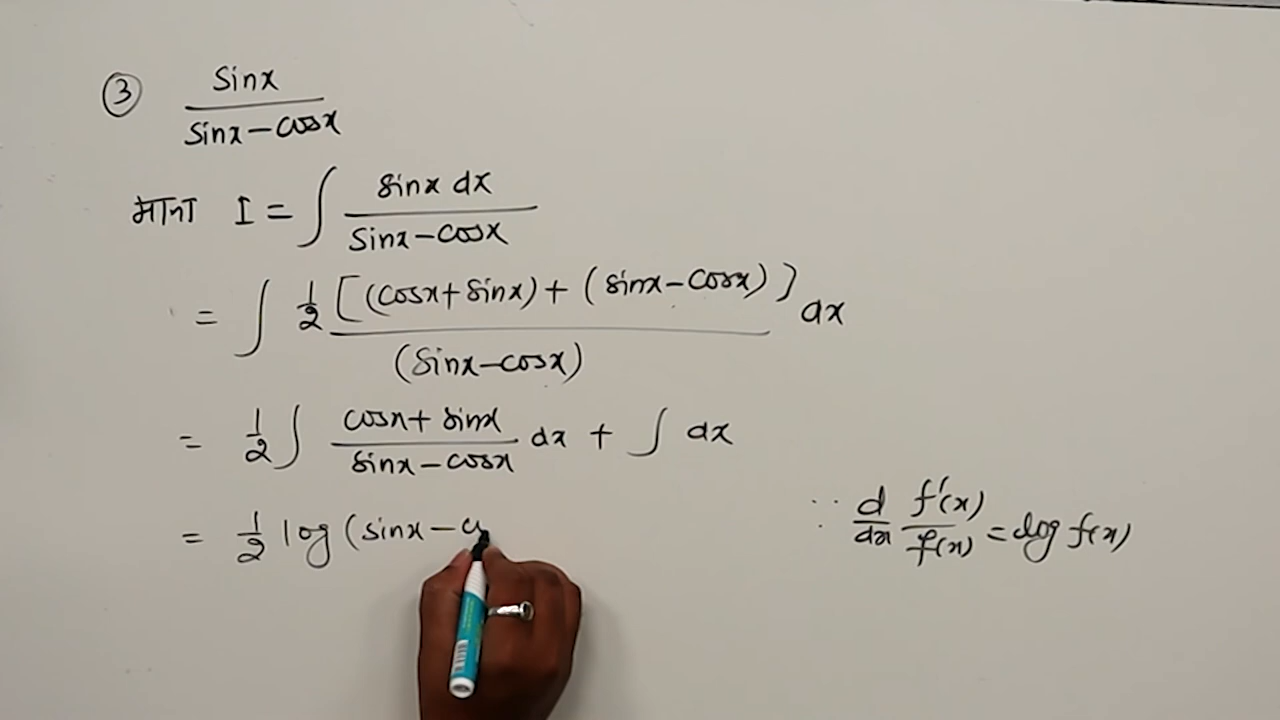 ③ Sinx / Sinx - Cosx
माना I = ∫ Sinx dx / Sinx - Cosx
= ∫ 1/2 [(Cosx + Sinx) + (Sinx - Cosx)] / (Sinx - Cosx) dx
= 1/2 ∫ Cosx + Sinx / Sinx - Cosx dx + ∫ dx
= 1/2 log (Sinx - C
∵ d/dx f'(x) / f(x) = log f(x)